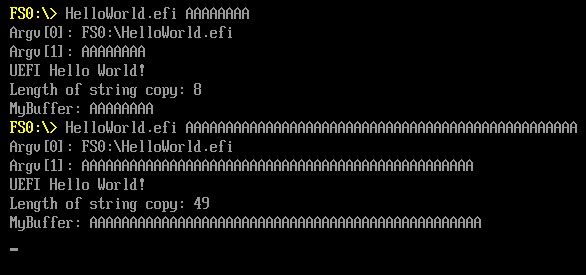 FS0:\> HelloWorld.efi AAAAAAAA
Argv[0]: FS0:\HelloWorld.efi
Argv[1]: AAAAAAAA
UEFI Hello World!
Length of string copy: 8
MyBuffer: AAAAAAAA
FS0:\> HelloWorld.efi AAAAAAAAAAAAAAAAAAAAAAAAAAAAAAAAAAAAAAAAAAAAAAAAA
Argv[0]: FS0:\HelloWorld.efi
Argv[1]: AAAAAAAAAAAAAAAAAAAAAAAAAAAAAAAAAAAAAAAAAAAAAAAAA
UEFI Hello World!
Length of string copy: 49
MyBuffer: AAAAAAAAAAAAAAAAAAAAAAAAAAAAAAAAAAAAAAAAAAAAAAAAA
_